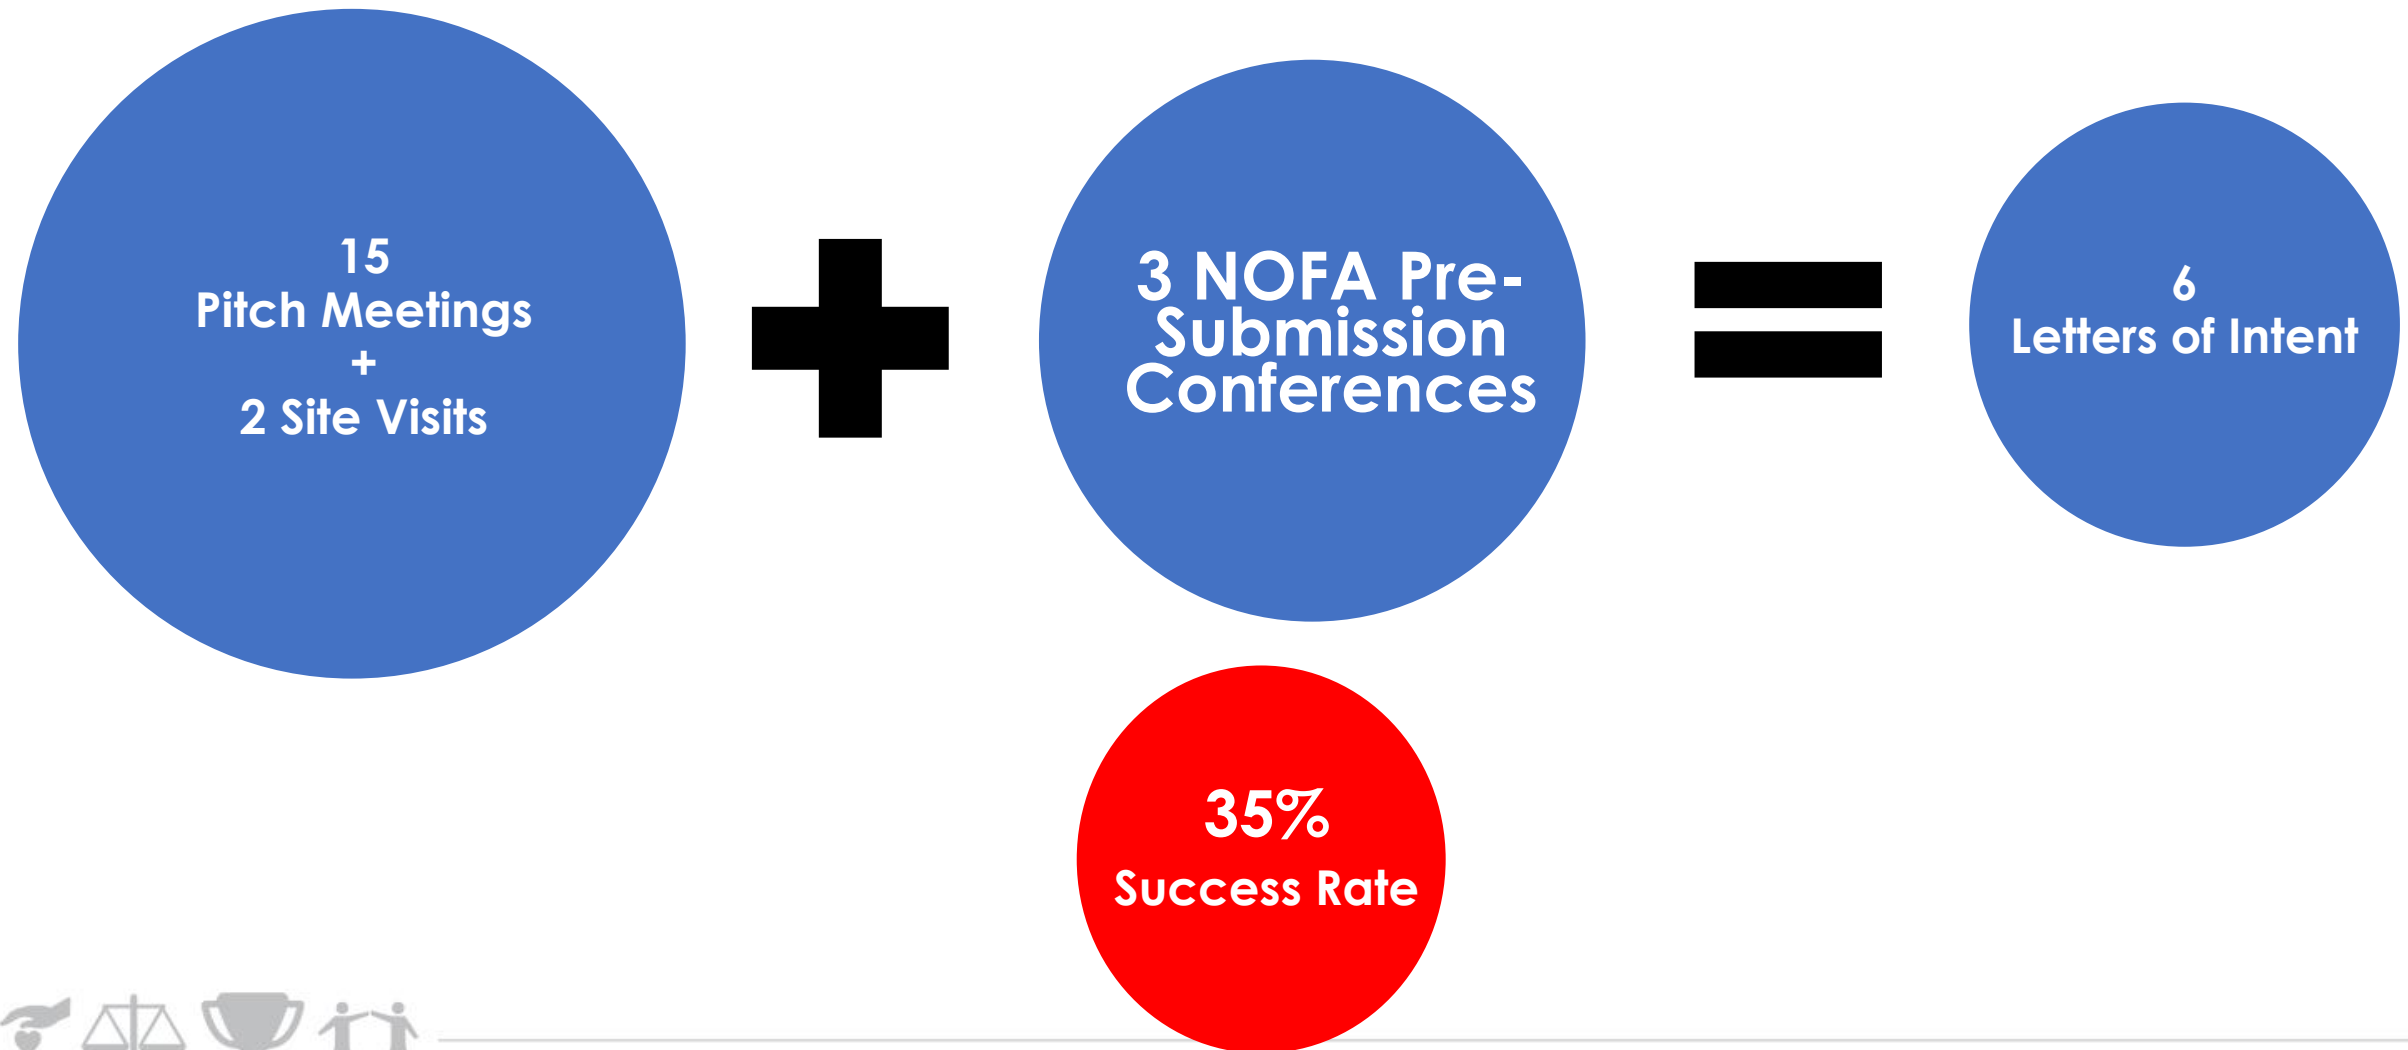 15
Pitch Meetings
+
2 Site Visits
3 NOFA Pre-
Submission
Conferences
6
Letters of Intent
35%
Success Rate